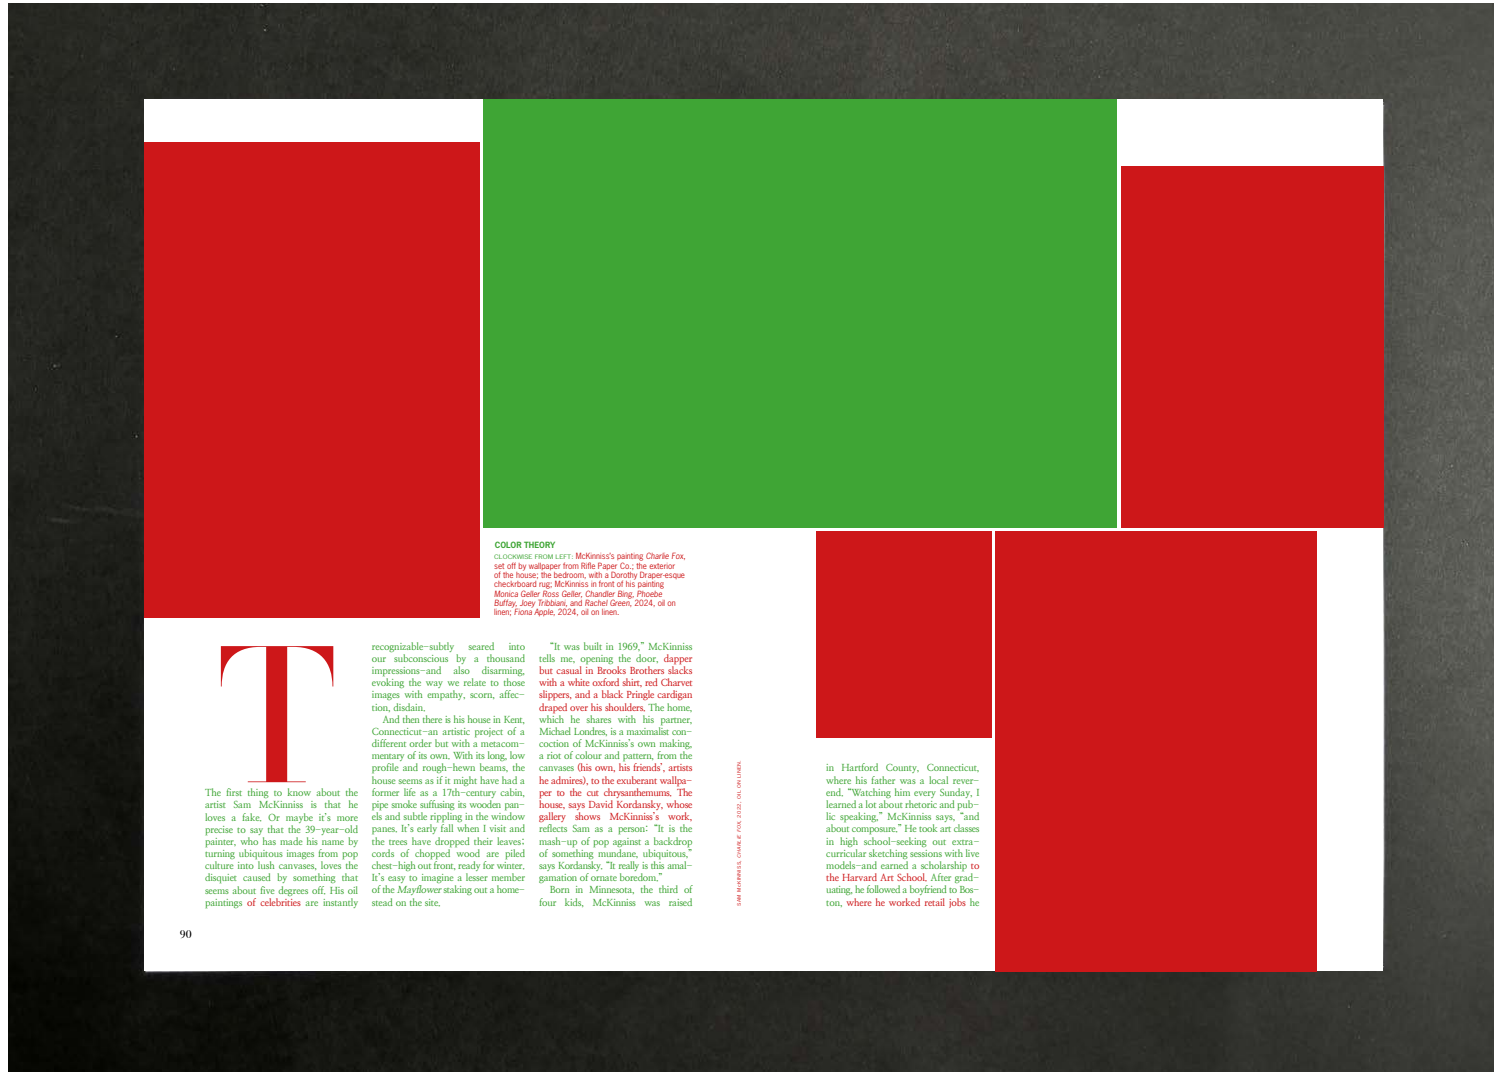 COLOR THEORY
CLOCKWISE FROM LEFT: McKinniss's painting Charlie Fox,
set off by wallpaper from Rifle Paper Co.; the exterior
of the house; the bedroom, with a Dorothy Draper-esque
checkrboard rug; McKinniss in front of his painting
Monica Geller Ross Geller, Chandler Bing, Phoebe
Buffay, Joey Tribbiani, and Rachel Green, 2024, oil on
linen; Fiona Apple, 2024, oil on linen.
T
The first thing to know about the
artist Sam McKinniss is that he
loves a fake. Or maybe it's more
precise to say that the 39-year-old
painter, who has made his name by
turning ubiquitous images from pop
culture into lush canvases, loves the
disquiet caused by something that
seems about five degrees off. His oil
paintings of celebrities are instantly
recognizable-subtly seared into
our subconscious by a thousand
impressions-and also disarming,
evoking the way we relate to those
images with empathy, scorn, affec-
tion, disdain.
And then there is his house in Kent,
Connecticut-an artistic project of a
different order but with a metacom-
mentary of its own. With its long, low
profile and rough-hewn beams, the
house seems as if it might have had a
former life as a 17th-century cabin,
pipe smoke suffusing its wooden pan-
els and subtle rippling in the window
panes. It's early fall when I visit and
the trees have dropped their leaves;
cords of chopped wood are piled
chest-high out front, ready for winter.
It's easy to imagine a lesser member
of the Mayflower staking out a home-
stead on the site.
"It was built in 1969," McKinniss
tells me, opening the door, dapper
but casual in Brooks Brothers slacks
with a white oxford shirt, red Charvet
slippers, and a black Pringle cardigan
draped over his shoulders. The home,
which he shares with his partner,
Michael Londres, is a maximalist con-
coction of McKinniss's own making,
a riot of colour and pattern, from the
canvases (his own, his friends', artists
he admires), to the exuberant wallpa-
per to the cut chrysanthemums. The
house, says David Kordansky, whose
gallery shows McKinniss's work,
reflects Sam as a person: "It is the
mash-up of pop against a backdrop
of something mundane, ubiquitous,"
says Kordansky. "It really is this amal-
gamation of ornate boredom."
Born in Minnesota, the third of
four kids, McKinniss was raised
SAM McKINNISS, CHARLIE FOX, 2022, OIL ON LINEN.
in Hartford County, Connecticut,
where his father was a local rever-
end. "Watching him every Sunday, I
learned a lot about rhetoric and pub-
lic speaking," McKinniss says, "and
about composure." He took art classes
in high school-seeking out extra-
curricular sketching sessions with live
models-and earned a scholarship to
the Harvard Art School. After grad-
uating, he followed a boyfriend to Bos-
ton, where he worked retail jobs he
90